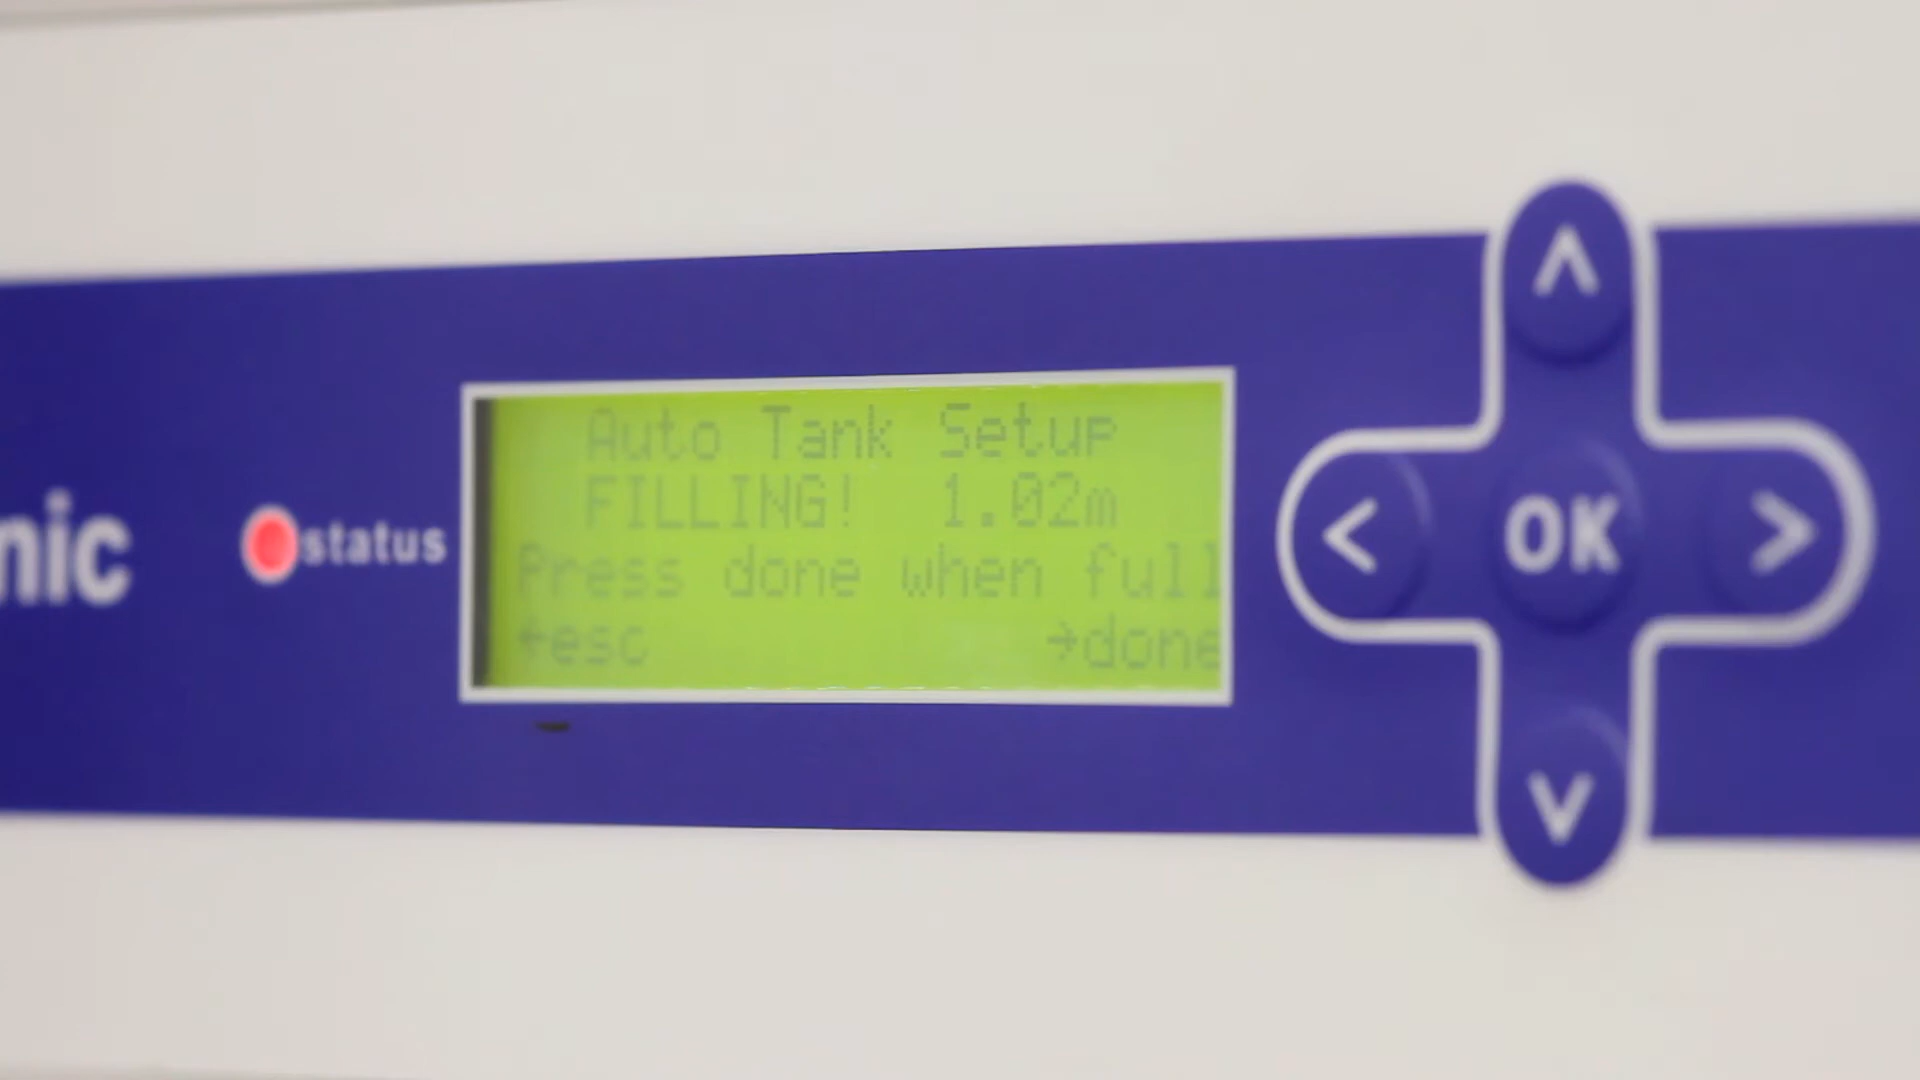 Auto Tank Setup
FILLING! 1.02m
Press done when full
←esc →done
nic
status
< OK >